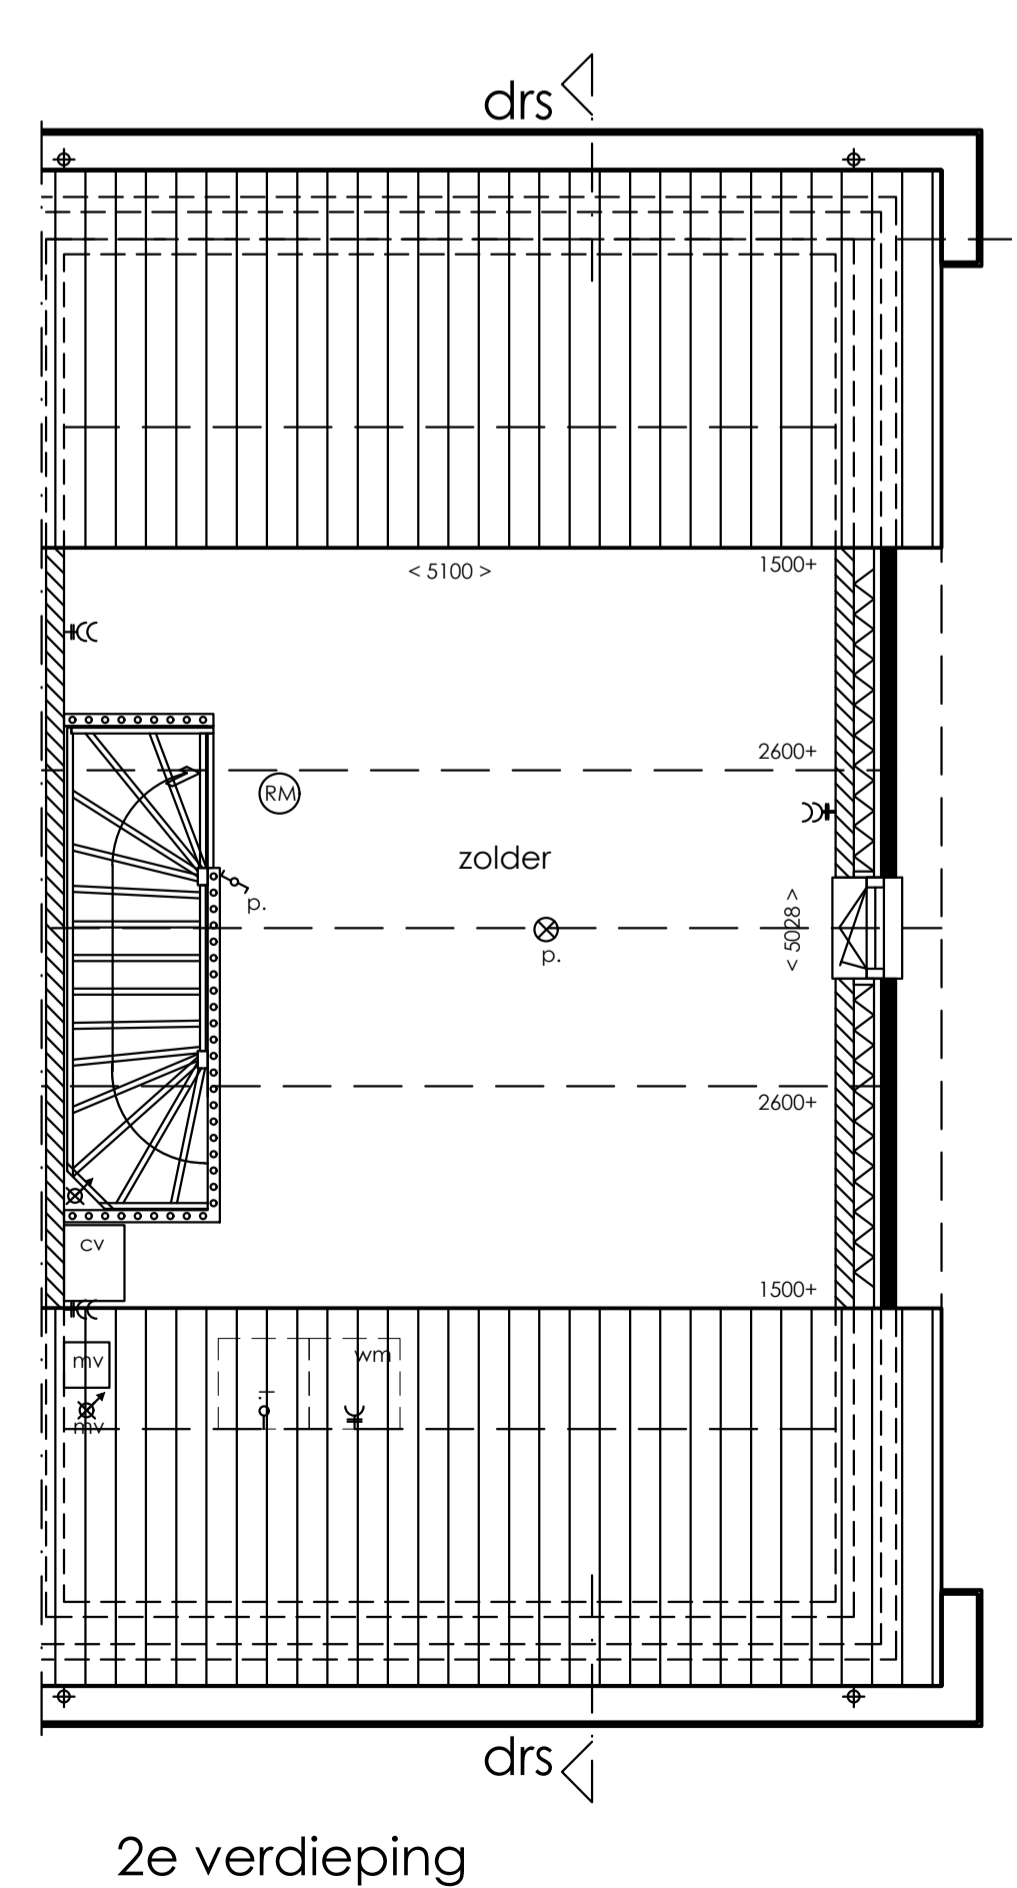 drs
< 5100 >
1500+
2600+
RM
zolder
p.
< 5028 >
p.
2600+
cv
1500+
mv
wm
mv
drs
2e verdieping